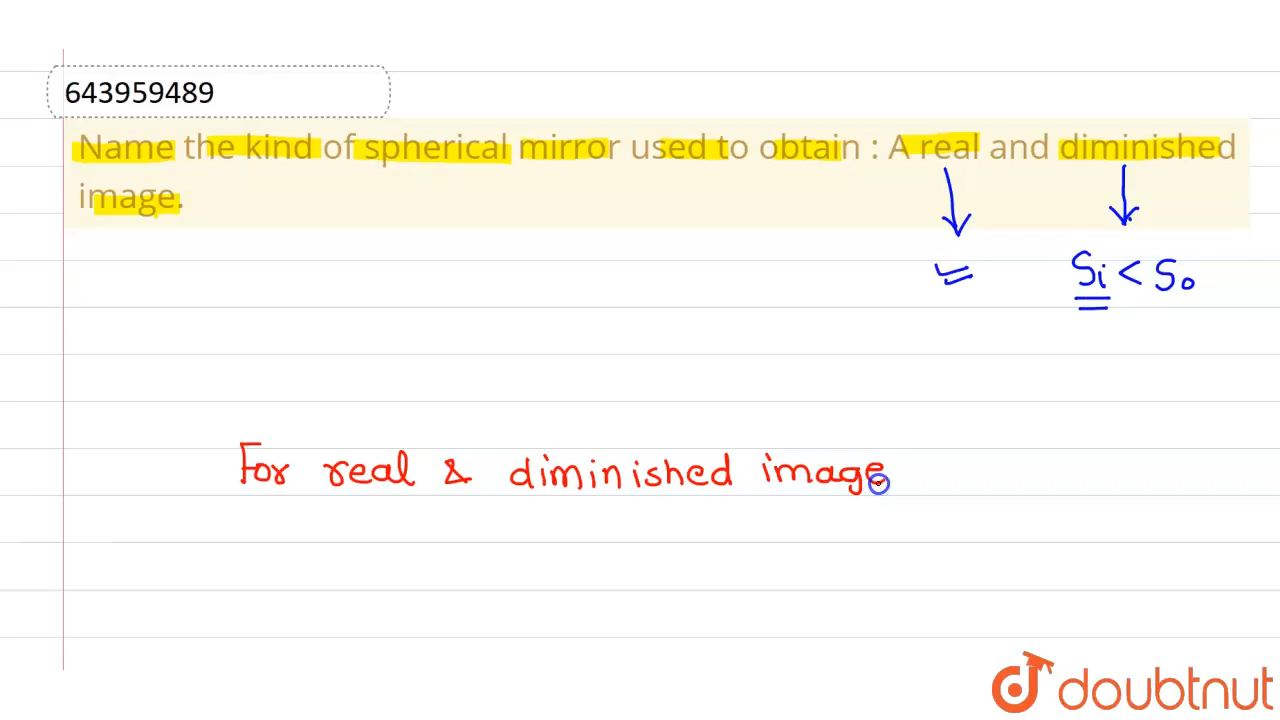 643959489
Name the kind of spherical mirror used to obtain : A real and diminished
image.
Si < So
For real & diminished image
doubtnut